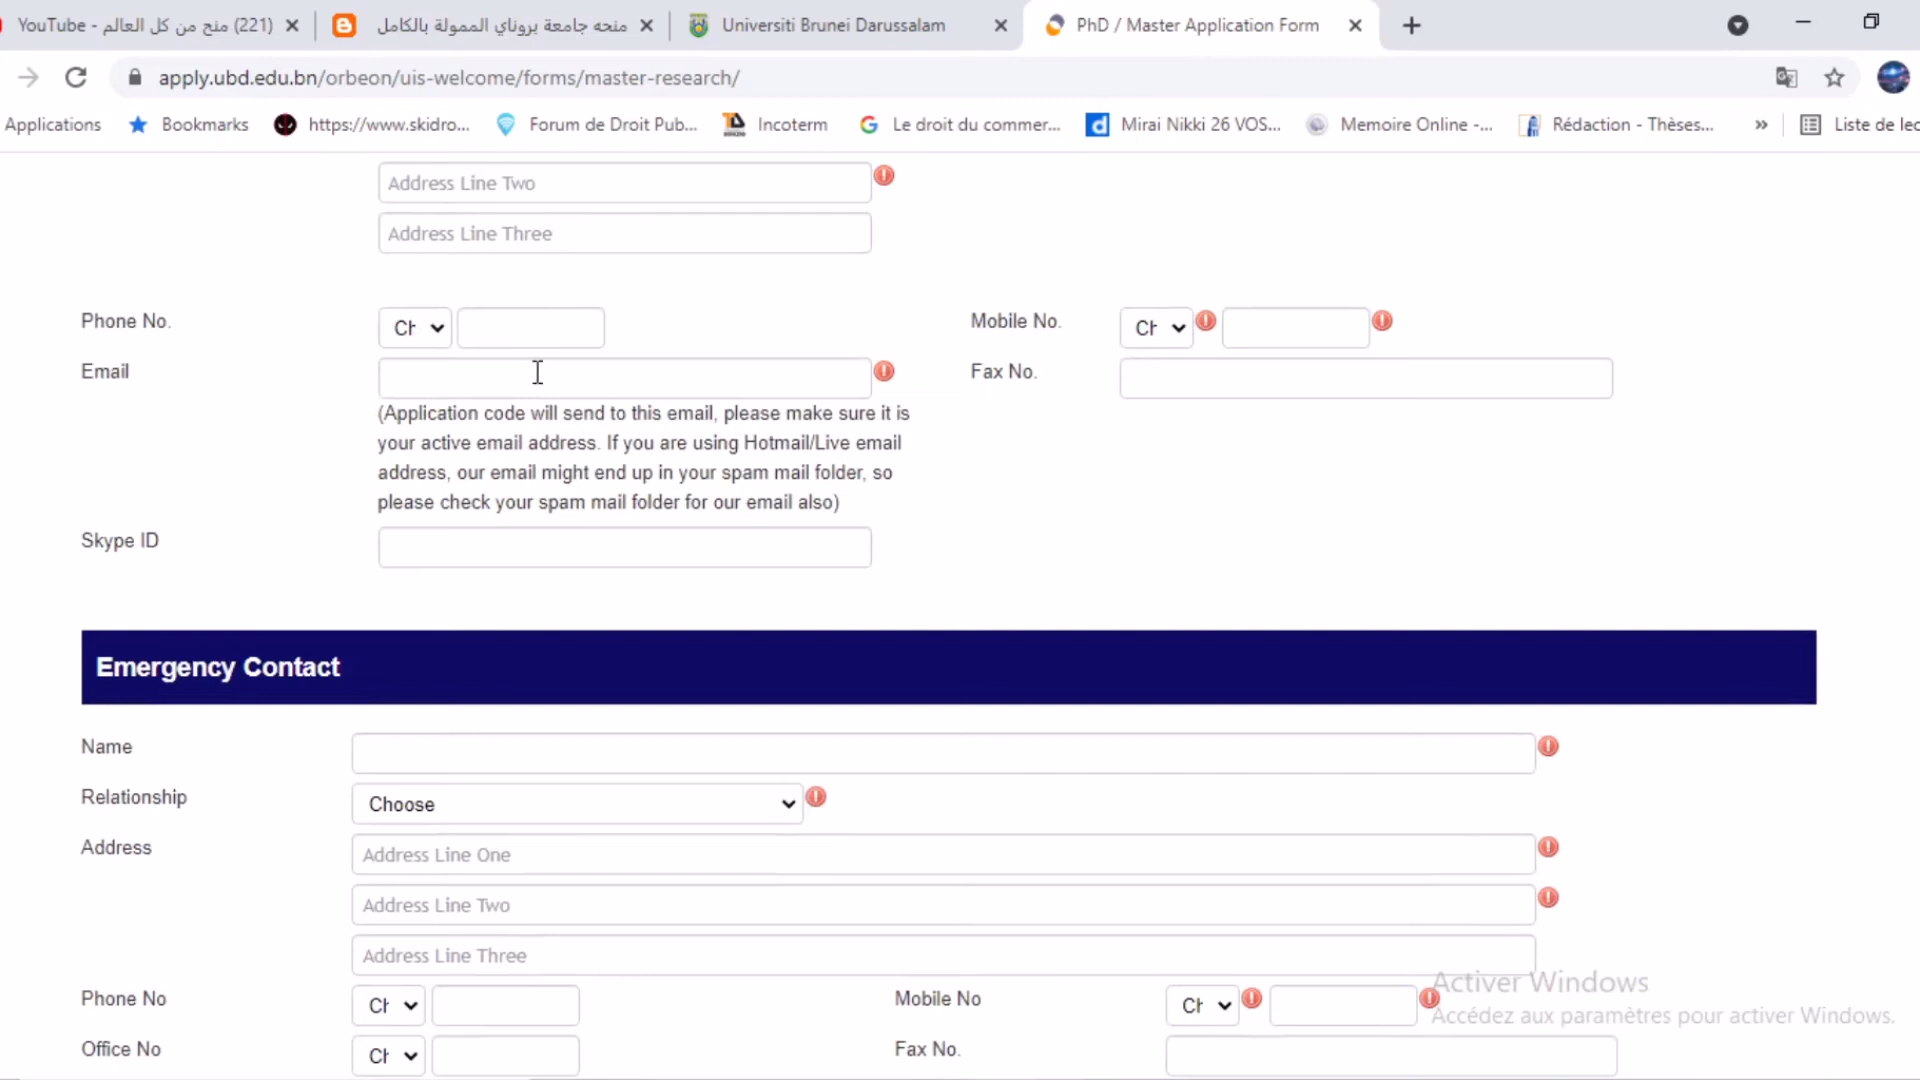 YouTube - منح من كل العالم (221)
منحه جامعة بروناي الممولة بالكامل
Universiti Brunei Darussalam
PhD / Master Application Form
apply.ubd.edu.bn/orbeon/uis-welcome/forms/master-research/
Applications
Bookmarks
https://www.skidro...
Forum de Droit Pub...
Incoterm
Le droit du commer...
Mirai Nikki 26 VOS...
Memoire Online -...
Rédaction - Thèses...
»
Liste de lec
Address Line Two
Address Line Three
Phone No.
Ch
Mobile No.
Ch
Email
Fax No.
(Application code will send to this email, please make sure it is
your active email address. If you are using Hotmail/Live email
address, our email might end up in your spam mail folder, so
please check your spam mail folder for our email also)
Skype ID
Emergency Contact
Name
Relationship
Choose
Address
Address Line One
Address Line Two
Address Line Three
Phone No
Ch
Mobile No
Ch
Office No
Ch
Fax No.
Activer Windows
Accédez aux paramètres pour activer Windows.